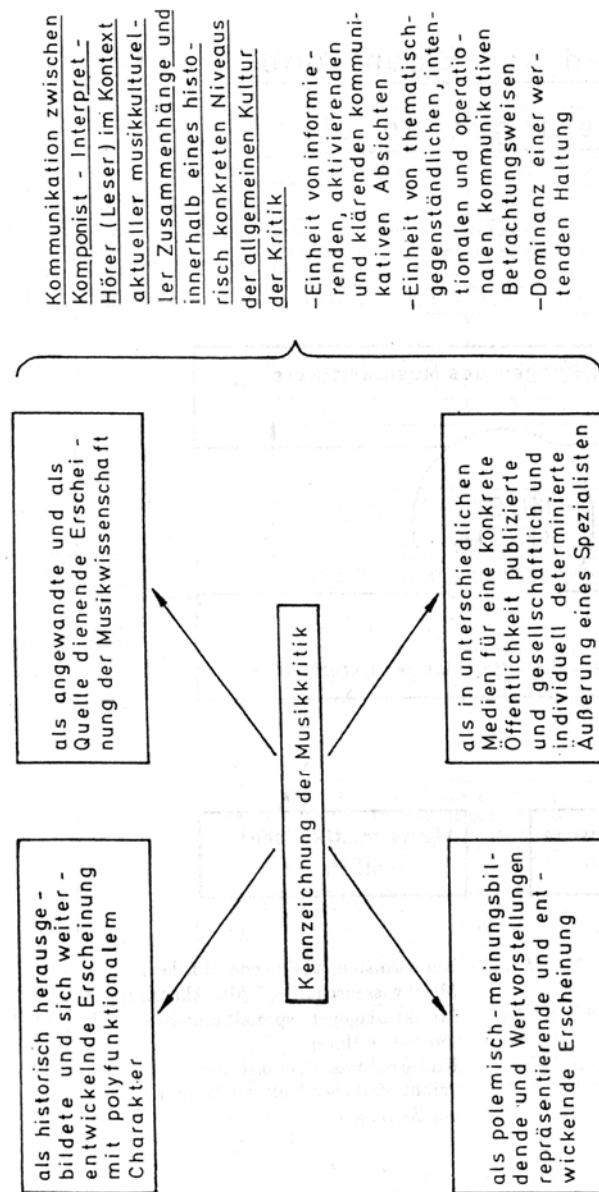 als historisch herausge-
bildete und sich weiter-
entwickelnde Erscheinung
mit polyfunktionalem
Charakter
als angewandte und als
Quelle dienende Erschei-
nung der Musikwissenschaft
Kennzeichnung der Musikkritik
als polemisch-meinungsbil-
dende und Wertvorstellungen
repräsentierende und ent-
wickelnde Erscheinung
als in unterschiedlichen
Medien für eine konkrete
Öffentlichkeit publizierte
und gesellschaftlich und
individuell determinierte
Äußerung eines Spezialisten
Kommunikation zwischen
Komponist - Interpret -
Hörer (Leser) im Kontext
aktueller musikkulturel-
ler Zusammenhänge und
innerhalb eines histo-
risch konkreten Niveaus
der allgemeinen Kultur
der Kritik
-Einheit von informie-
renden, aktivierenden
und klärenden kommuni-
kativen Absichten
-Einheit von thematisch-
gegenständlichen, inten-
tionalen und operatio-
nalen kommunikativen
Betrachtungsweisen
-Dominanz einer wer-
tenden Haltung